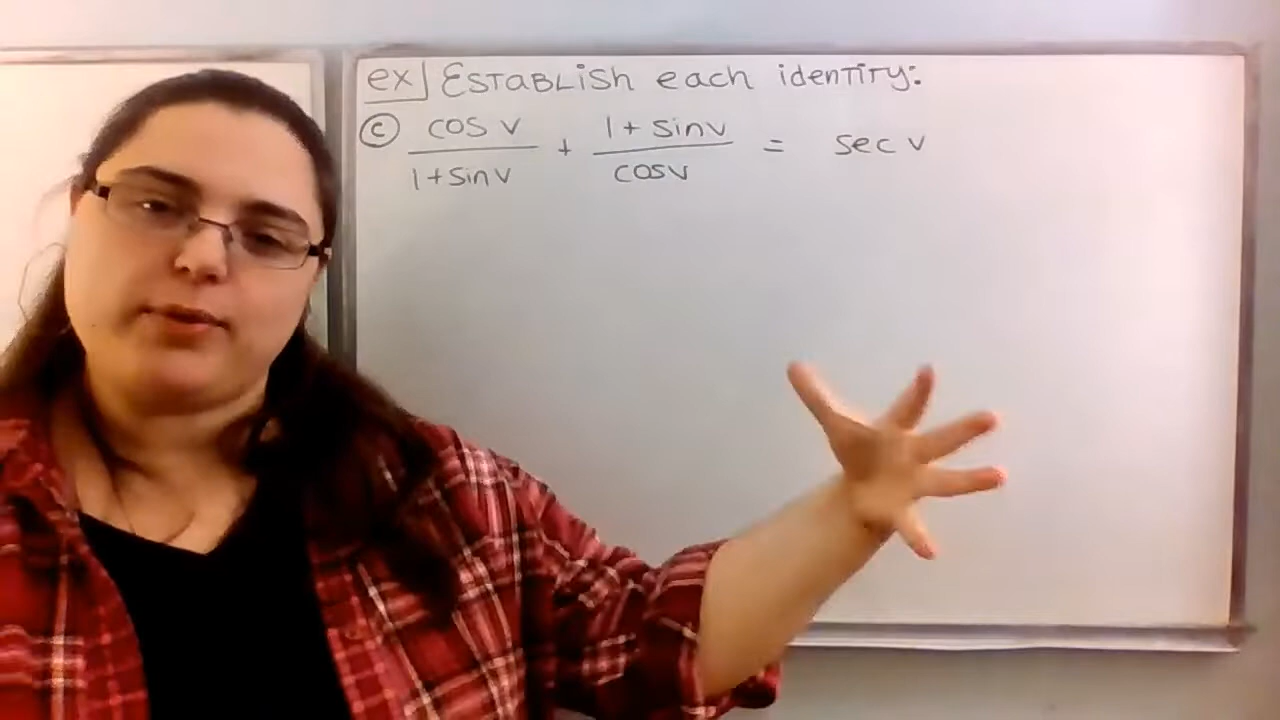 ex] Establish each identity:
ⓒ cos v / 1 + sin v + 1 + sin v / cos v = sec v